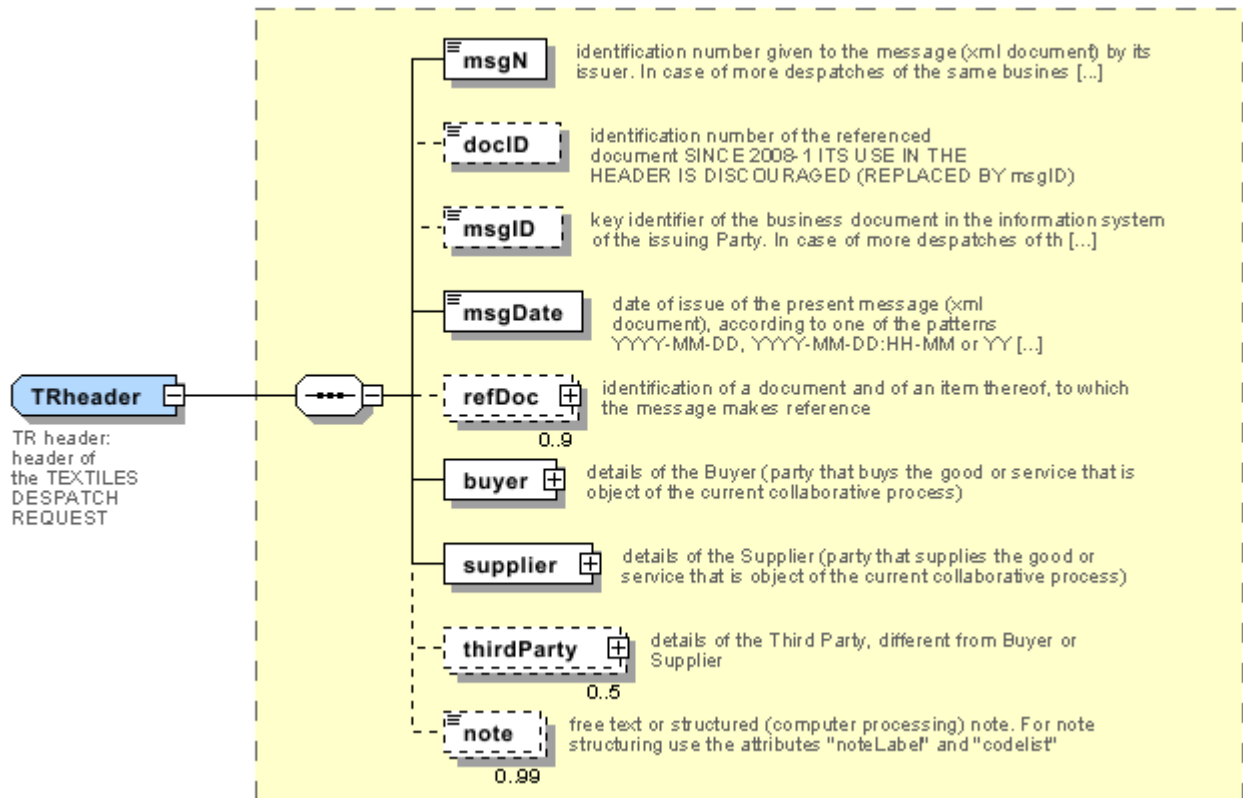 msgN
identification number given to the message (xml document) by its
issuer. In case of more despatches of the same busines [...]
docID
identification number of the referenced
document SINCE 2008-1 ITS USE IN THE
HEADER IS DISCOURAGED (REPLACED BY msgID)
msgID
key identifier of the business document in the information system
of the issuing Party. In case of more despatches of th [...]
msgDate
date of issue of the present message (xml
document), according to one of the patterns
YYYY-MM-DD, YYYY-MM-DD:HH-MM or YY [...]
TRheader
TR header:
header of
the TEXTILES
DESPATCH
REQUEST
refDoc
0..9
identification of a document and of an item thereof, to which
the message makes reference
buyer
details of the Buyer (party that buys the good or service that is
object of the current collaborative process)
supplier
details of the Supplier (party that supplies the good or
service that is object of the current collaborative process)
thirdParty
0..5
details of the Third Party, different from Buyer or
Supplier
note
0..99
free text or structured (computer processing) note. For note
structuring use the attributes "noteLabel" and "codelist"